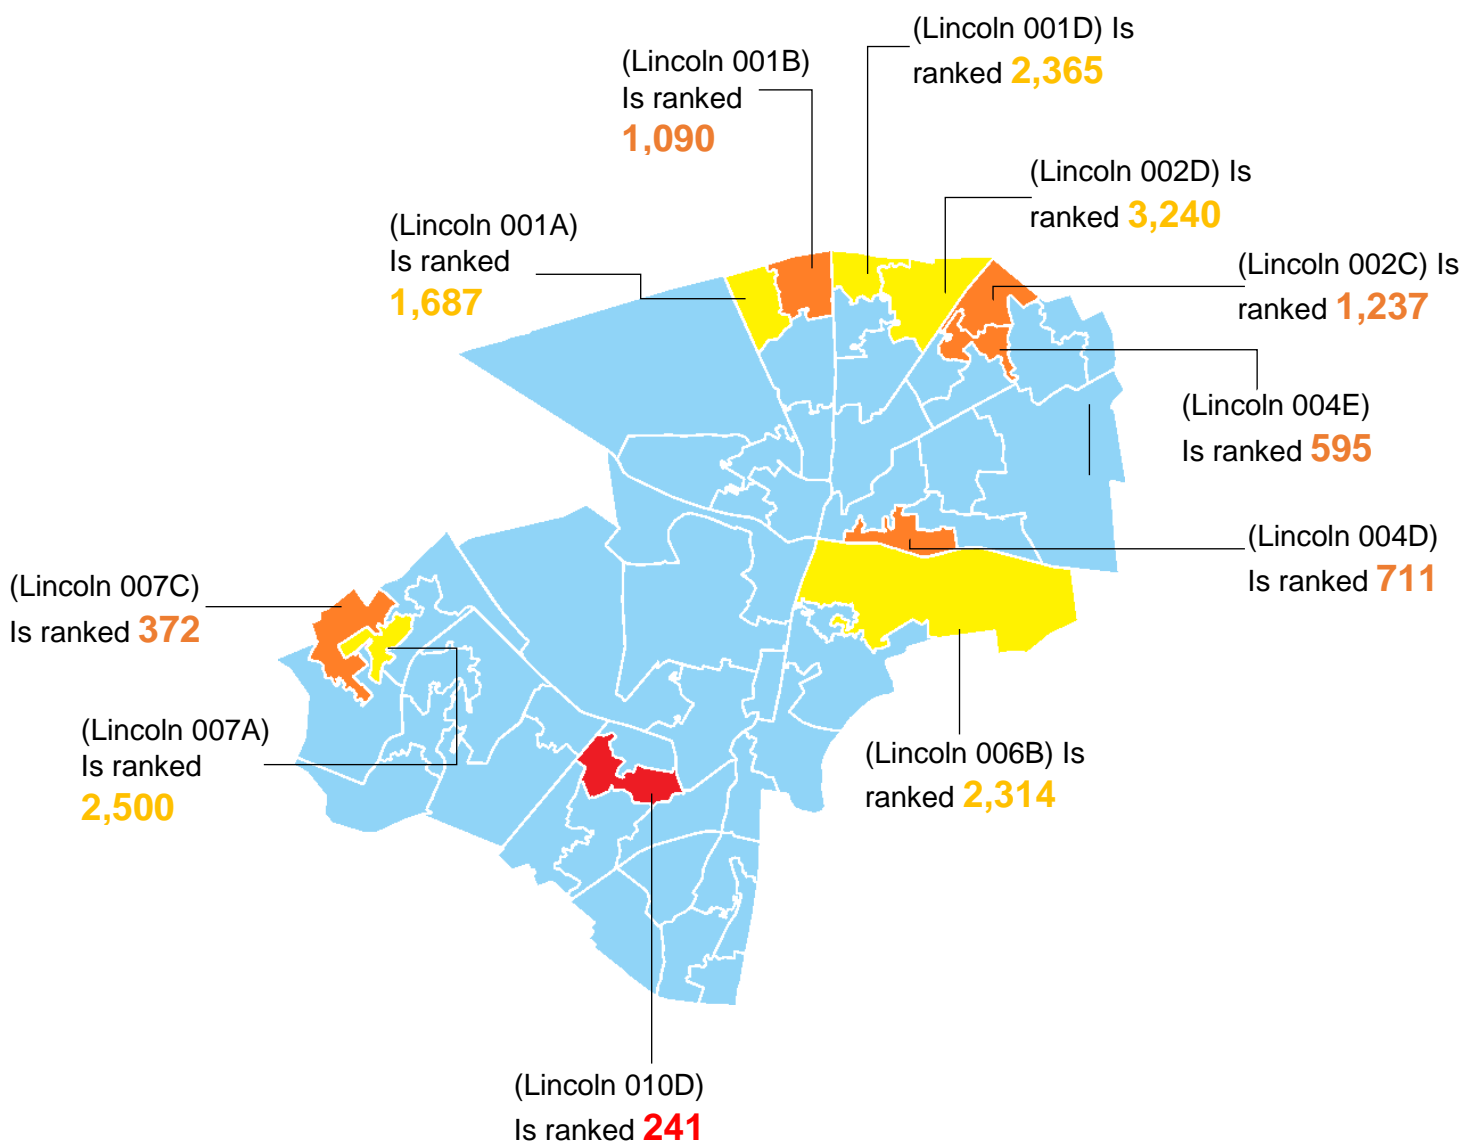 (Lincoln 001D) Is
ranked 2,365
(Lincoln 001B)
Is ranked
1,090
(Lincoln 002D) Is
ranked 3,240
(Lincoln 001A)
Is ranked
1,687
(Lincoln 002C) Is
ranked 1,237
(Lincoln 004E)
Is ranked 595
(Lincoln 004D)
Is ranked 711
(Lincoln 007C)
Is ranked 372
(Lincoln 007A)
Is ranked
2,500
(Lincoln 006B) Is
ranked 2,314
(Lincoln 010D)
Is ranked 241